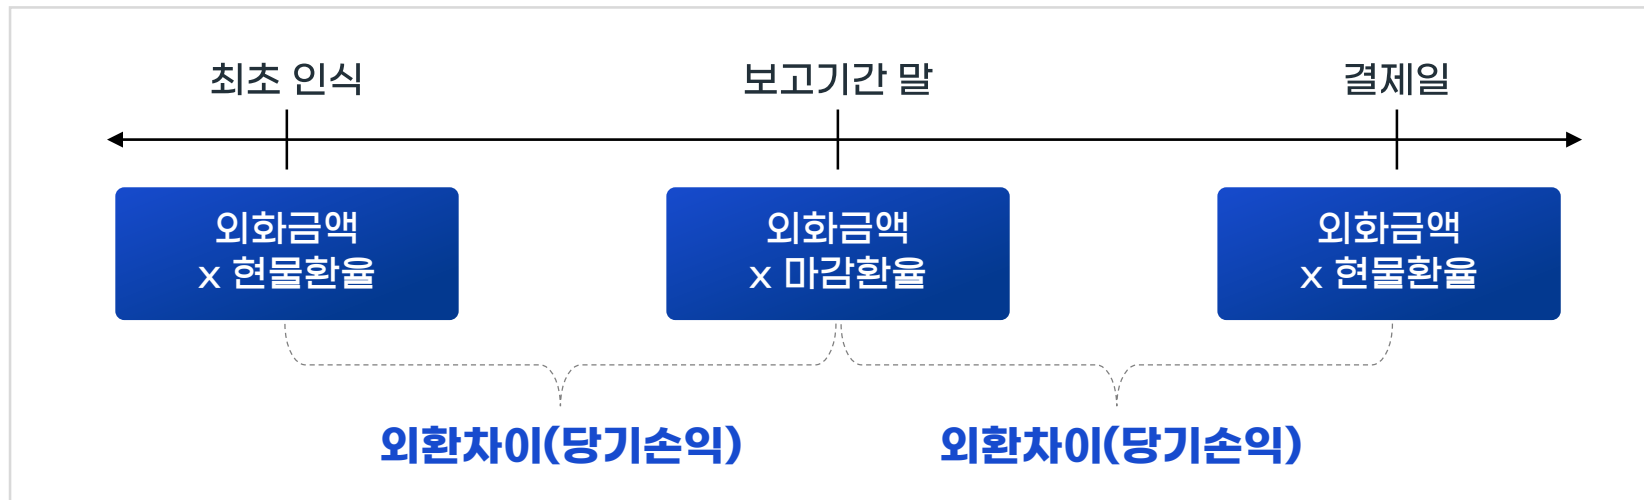 최초 인식
보고기간 말
결제일
외화금액
x 현물환율
외화금액
x 마감환율
외화금액
x 현물환율
외환차이(당기손익)
외환차이(당기손익)